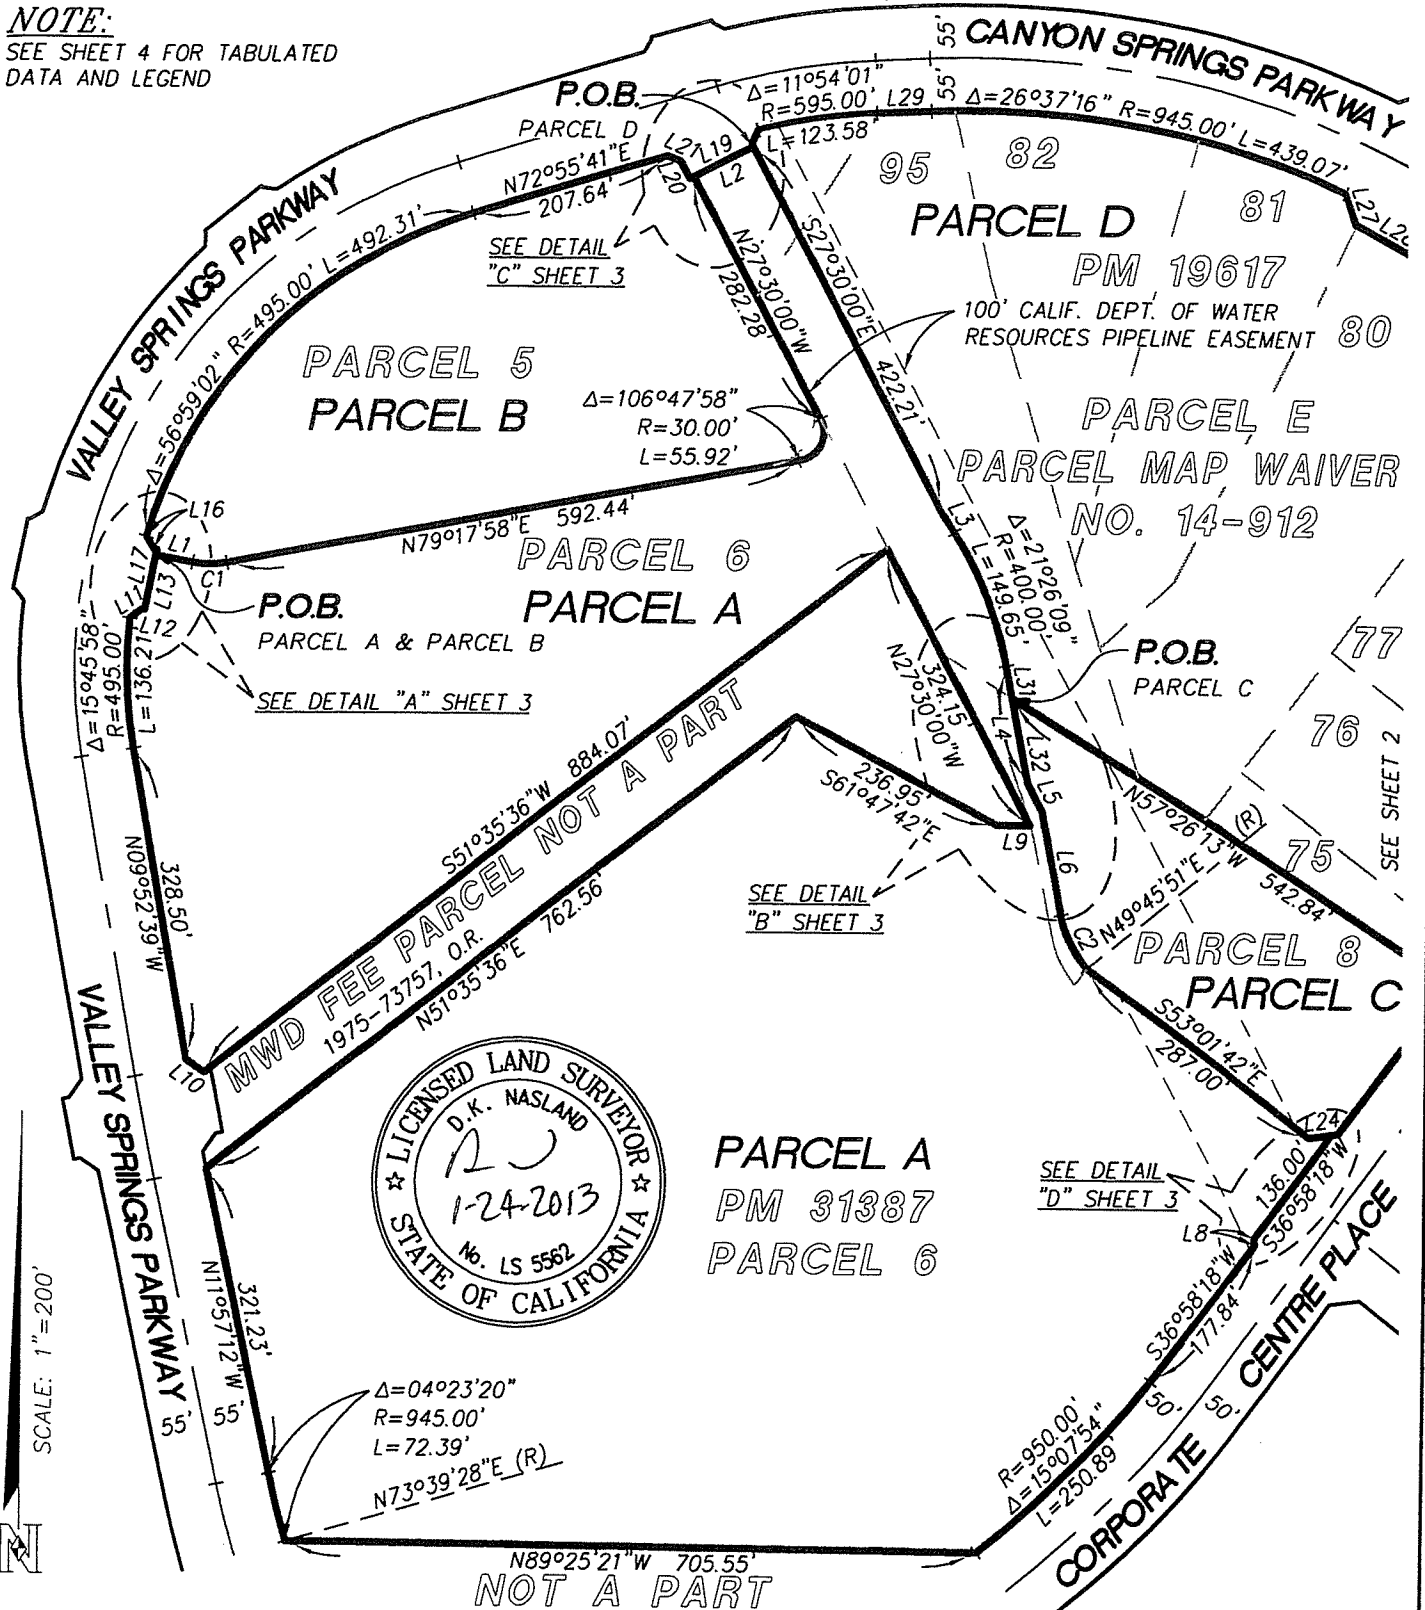 NOTE:
SEE SHEET 4 FOR TABULATED
DATA AND LEGEND
CANYON SPRINGS PARKWAY
55'
55'
P.O.B.
PARCEL D
Δ=11°54'01"
R=595.00'
L=123.58'
L29
Δ=26°37'16" R=945.00' L=439.07'
N72°55'41"E
207.64'
L21
L19
L20
L2
95
82
81
80
L27
PARCEL D
PM 19617
VALLEY SPRINGS PARKWAY
Δ=56°59'02" R=495.00' L=492.31'
SEE DETAIL
"C" SHEET 3
N27°30'00"W
282.28'
S27°30'00"E
422.21'
100' CALIF. DEPT. OF WATER
RESOURCES PIPELINE EASEMENT
PARCEL 5
PARCEL B
Δ=106°47'58"
R=30.00'
L=55.92'
PARCEL E
PARCEL MAP WAIVER
NO. 14-912
L16
L1
C1
N79°17'58"E 592.44'
PARCEL 6
PARCEL A
L3
Δ=21°26'09"
R=400.00'
L=149.65'
L17
L11
L13
L12
P.O.B.
PARCEL A & PARCEL B
SEE DETAIL "A" SHEET 3
Δ=15°45'58"
R=495.00'
L=136.21'
P.O.B.
PARCEL C
77
76
75
SEE SHEET 2
L31
L4
L32
L5
L6
L9
C2
324.15'
N27°30'00"W
236.95'
S61°47'42"E
S51°35'36"W 884.07'
MWD FEE PARCEL NOT A PART
1975-73757, O.R.
N51°35'36"E 762.56'
N57°26'13"W
542.84'
(R)
N49°45'51"E
SEE DETAIL
"B" SHEET 3
PARCEL 8
PARCEL C
N09°52'39"W
328.50'
L10
S53°01'42"E
287.00'
L24
VALLEY SPRINGS PARKWAY
LICENSED LAND SURVEYOR
D.K. NASLAND
1-24-2013
No. LS 5562
STATE OF CALIFORNIA
PARCEL A
PM 31387
PARCEL 6
SEE DETAIL
"D" SHEET 3
L8
136.00'
S36°58'18"W
S36°58'18"W
177.84'
CORPORATE CENTRE PLACE
50'
50'
N11°57'12"W
321.23'
55'
55'
SCALE: 1"=200'
N
Δ=04°23'20"
R=945.00'
L=72.39'
N73°39'28"E (R)
R=950.00'
Δ=15°07'54"
L=250.89'
N89°25'21"W 705.55'
NOT A PART